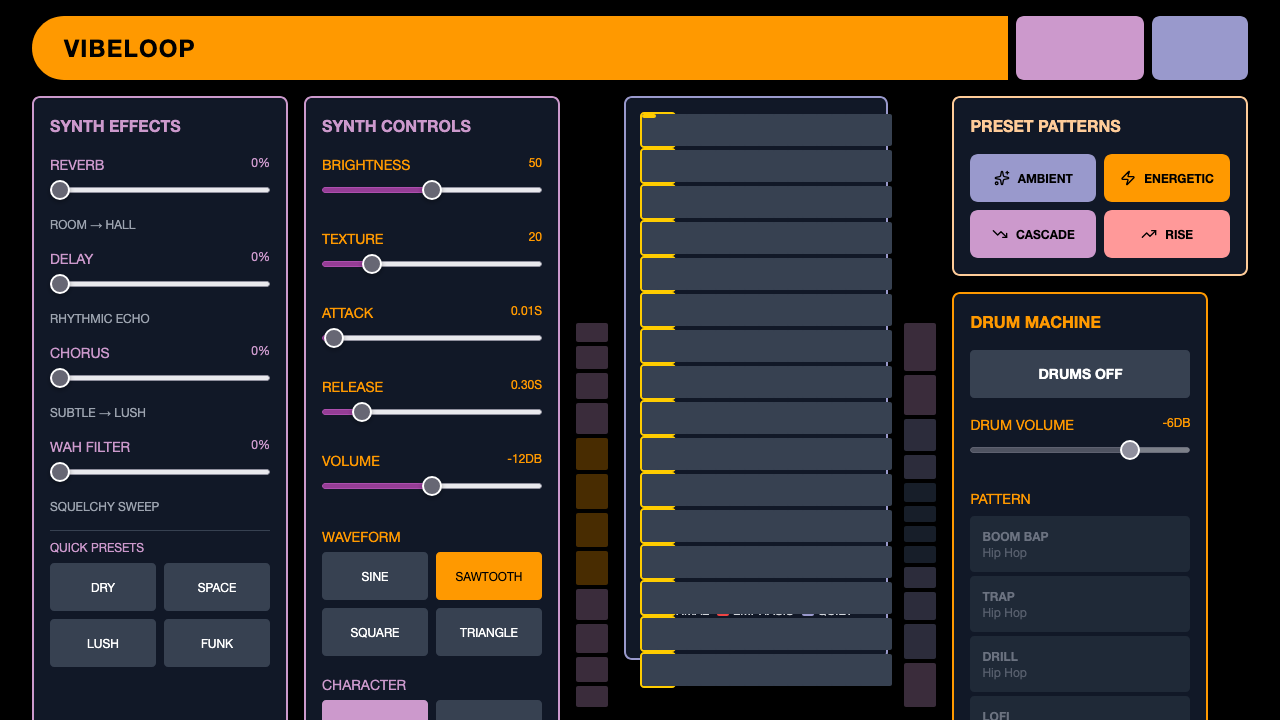 VIBELOOP
SYNTH EFFECTS
REVERB 0%
ROOM → HALL
DELAY 0%
RHYTHMIC ECHO
CHORUS 0%
SUBTLE → LUSH
WAH FILTER 0%
SQUELCHY SWEEP
QUICK PRESETS
DRY SPACE
LUSH FUNK
SYNTH CONTROLS
BRIGHTNESS 50
TEXTURE 20
ATTACK 0.01S
RELEASE 0.30S
VOLUME -12DB
WAVEFORM
SINE SAWTOOTH
SQUARE TRIANGLE
CHARACTER
PRESET PATTERNS
AMBIENT ENERGETIC
CASCADE RISE
DRUM MACHINE
DRUMS OFF
DRUM VOLUME -6DB
PATTERN
BOOM BAP
Hip Hop
TRAP
Hip Hop
DRILL
Hip Hop
LOFI